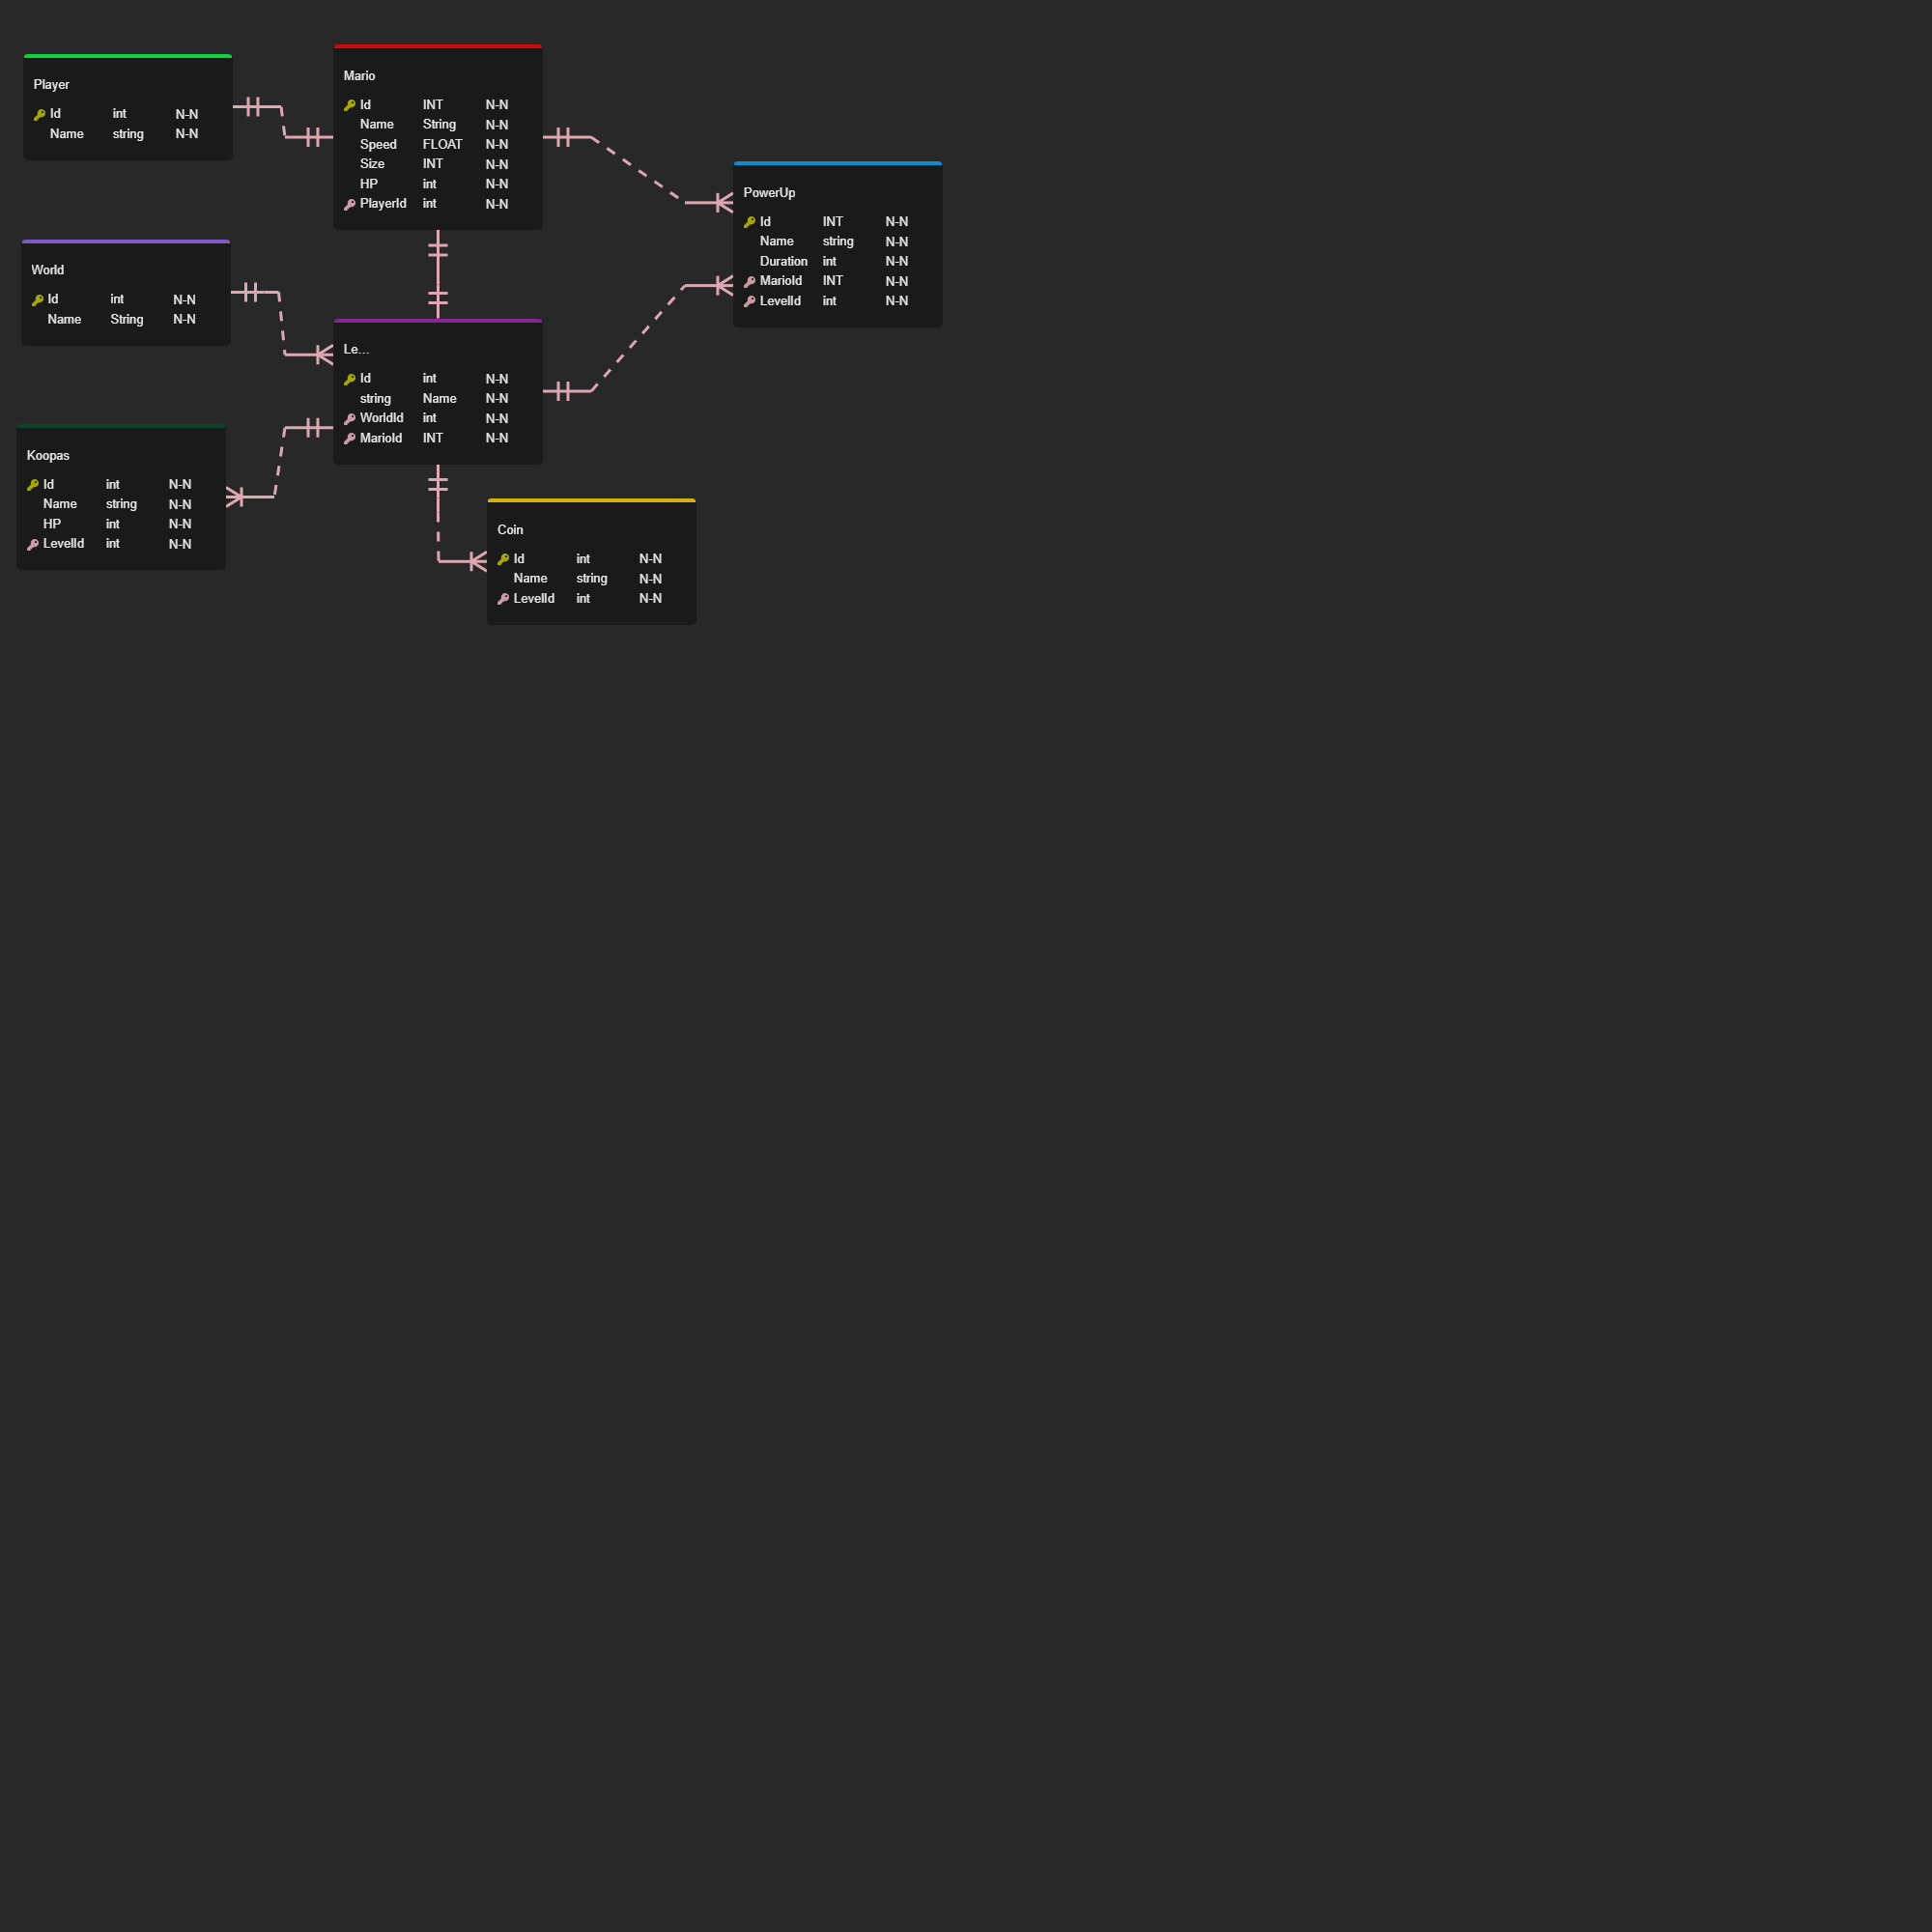 Player
Id int N-N
Name string N-N
Mario
Id INT N-N
Name String N-N
Speed FLOAT N-N
Size INT N-N
HP int N-N
PlayerId int N-N
PowerUp
Id INT N-N
Name string N-N
Duration int N-N
MarioId INT N-N
LevelId int N-N
World
Id int N-N
Name String N-N
Le...
Id int N-N
string Name N-N
WorldId int N-N
MarioId INT N-N
Koopas
Id int N-N
Name string N-N
HP int N-N
LevelId int N-N
Coin
Id int N-N
Name string N-N
LevelId int N-N